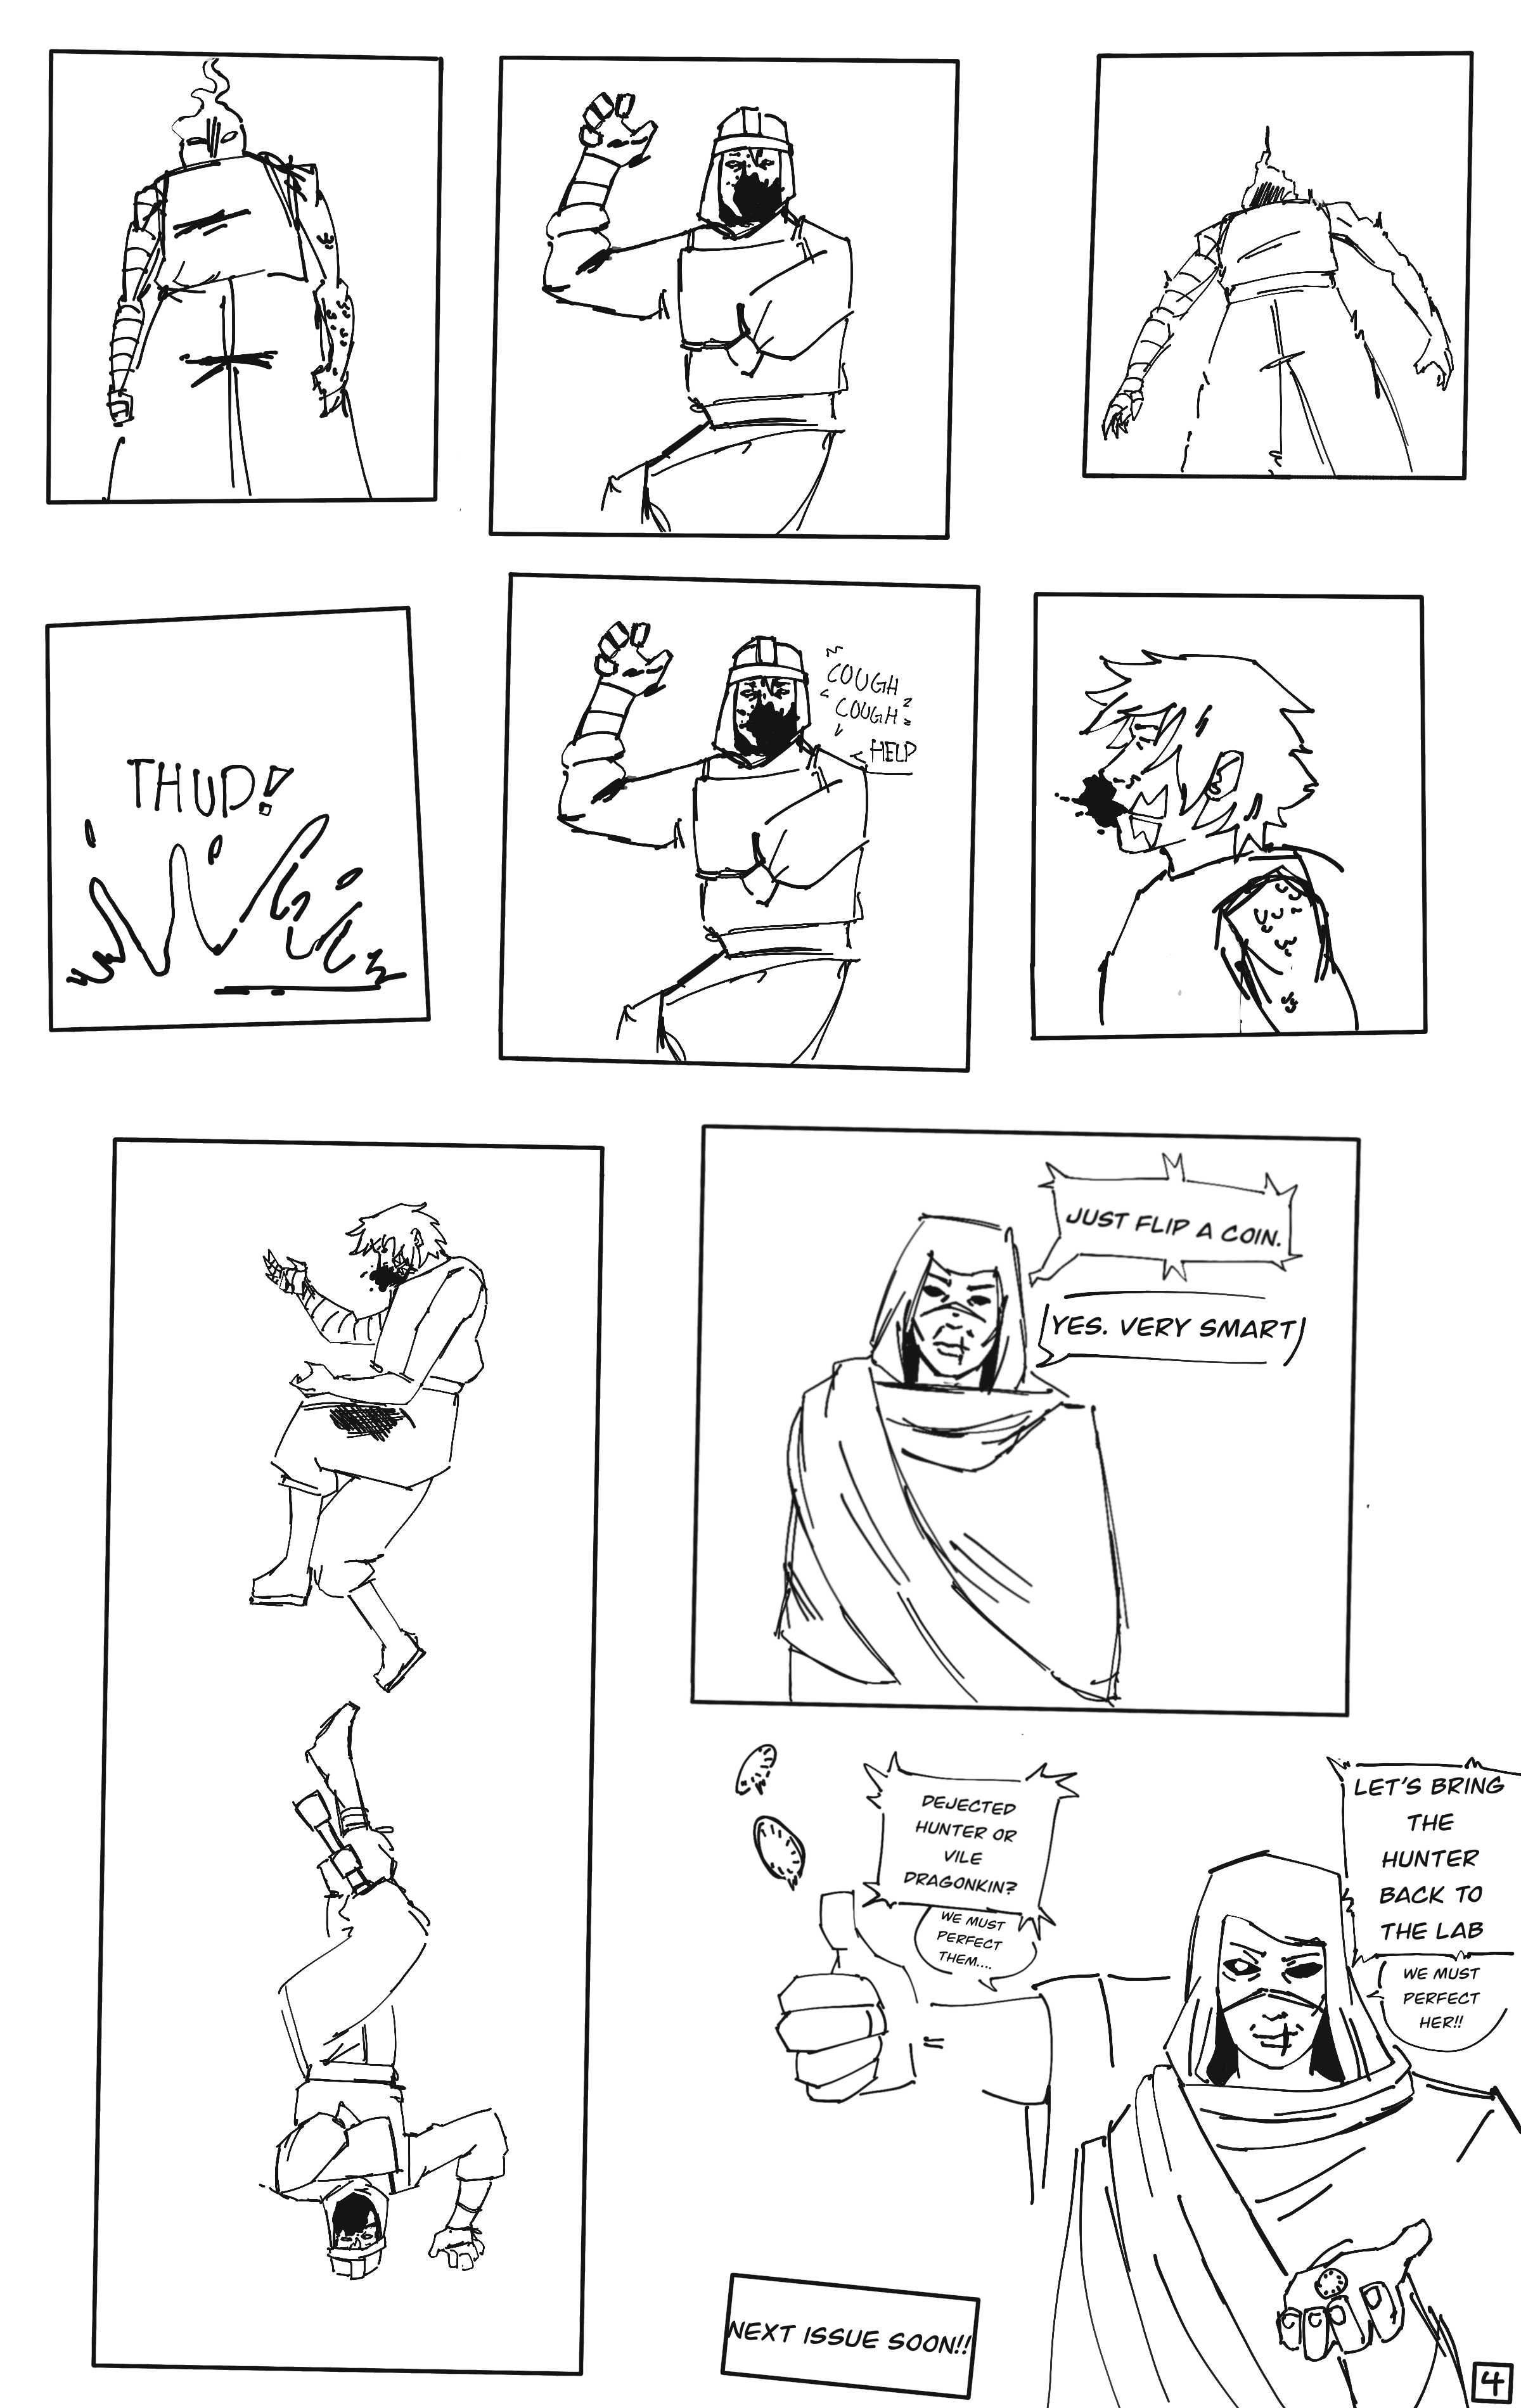 THUD!
COUGH
COUGH
HELP
JUST FLIP A COIN.
YES. VERY SMART
DEJECTED
HUNTER OR
VILE
DRAGONKIN?
WE MUST
PERFECT
THEM....
LET'S BRING
THE
HUNTER
BACK TO
THE LAB
WE MUST
PERFECT
HER!!
NEXT ISSUE SOON!!
4